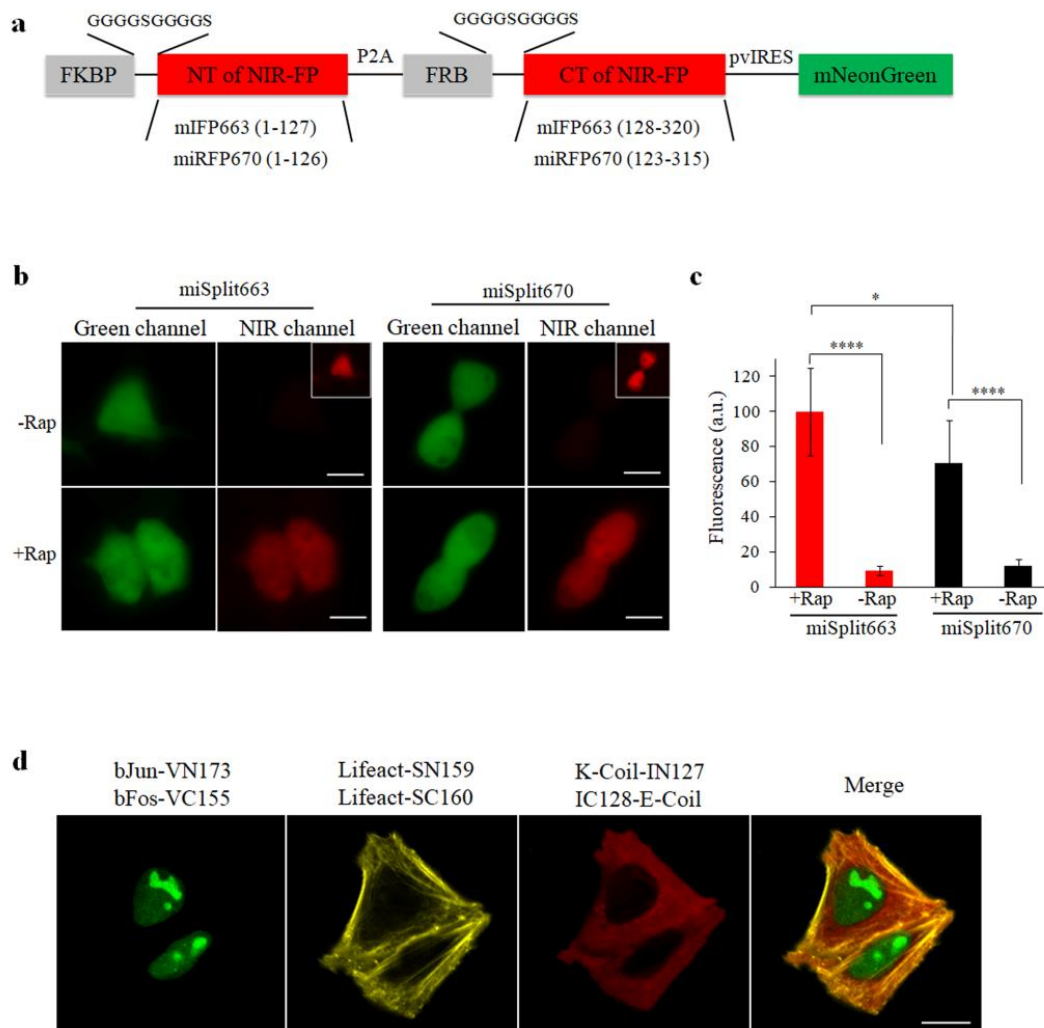 a
GGGGSGGGGS GGGGSGGGGS
FKBP NT of NIR-FP P2A FRB CT of NIR-FP pvIRES mNeonGreen
mIFP663 (1-127) mIFP663 (128-320)
miRFP670 (1-126) miRFP670 (123-315)
b
miSplit663 miSplit670
Green channel NIR channel Green channel NIR channel
-Rap
+Rap
c
*
**** ****
Fluorescence (a.u.)
120
100
80
60
40
20
0
+Rap -Rap +Rap -Rap
miSplit663 miSplit670
d
bJun-VN173 Lifeact-SN159 K-Coil-IN127 Merge
bFos-VC155 Lifeact-SC160 IC128-E-Coil